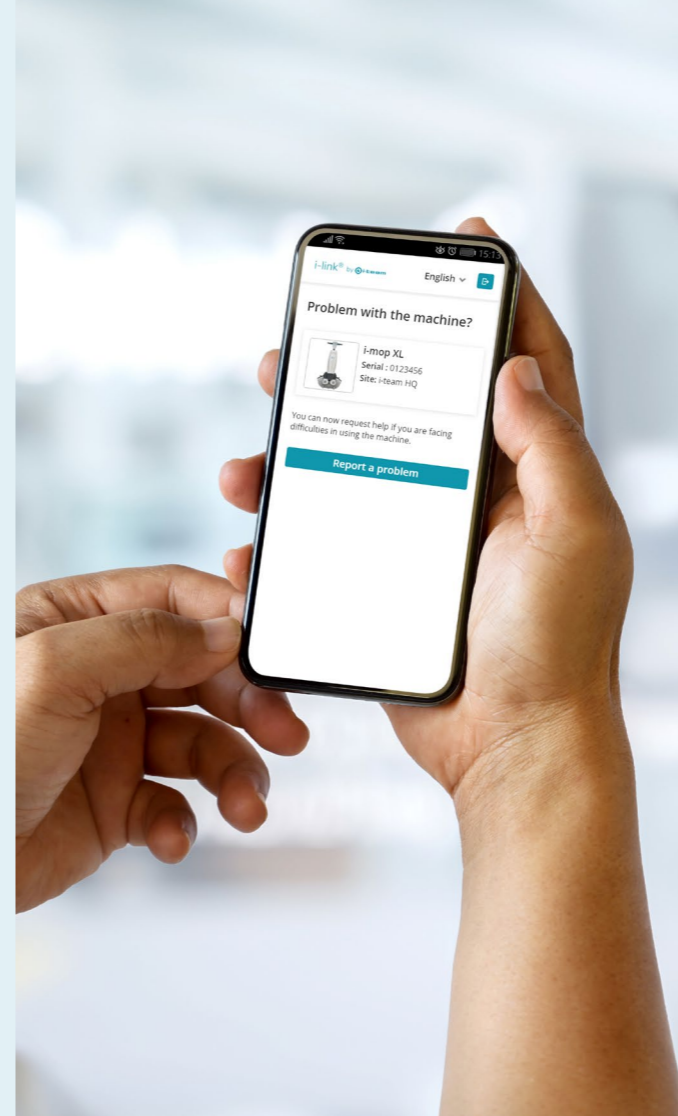 15:13
i-link® by
English
Problem with the machine?
i-mop XL
Serial : 0123456
Site: i-team HQ
You can now request help if you are facing
difficulties in using the machine.
Report a problem